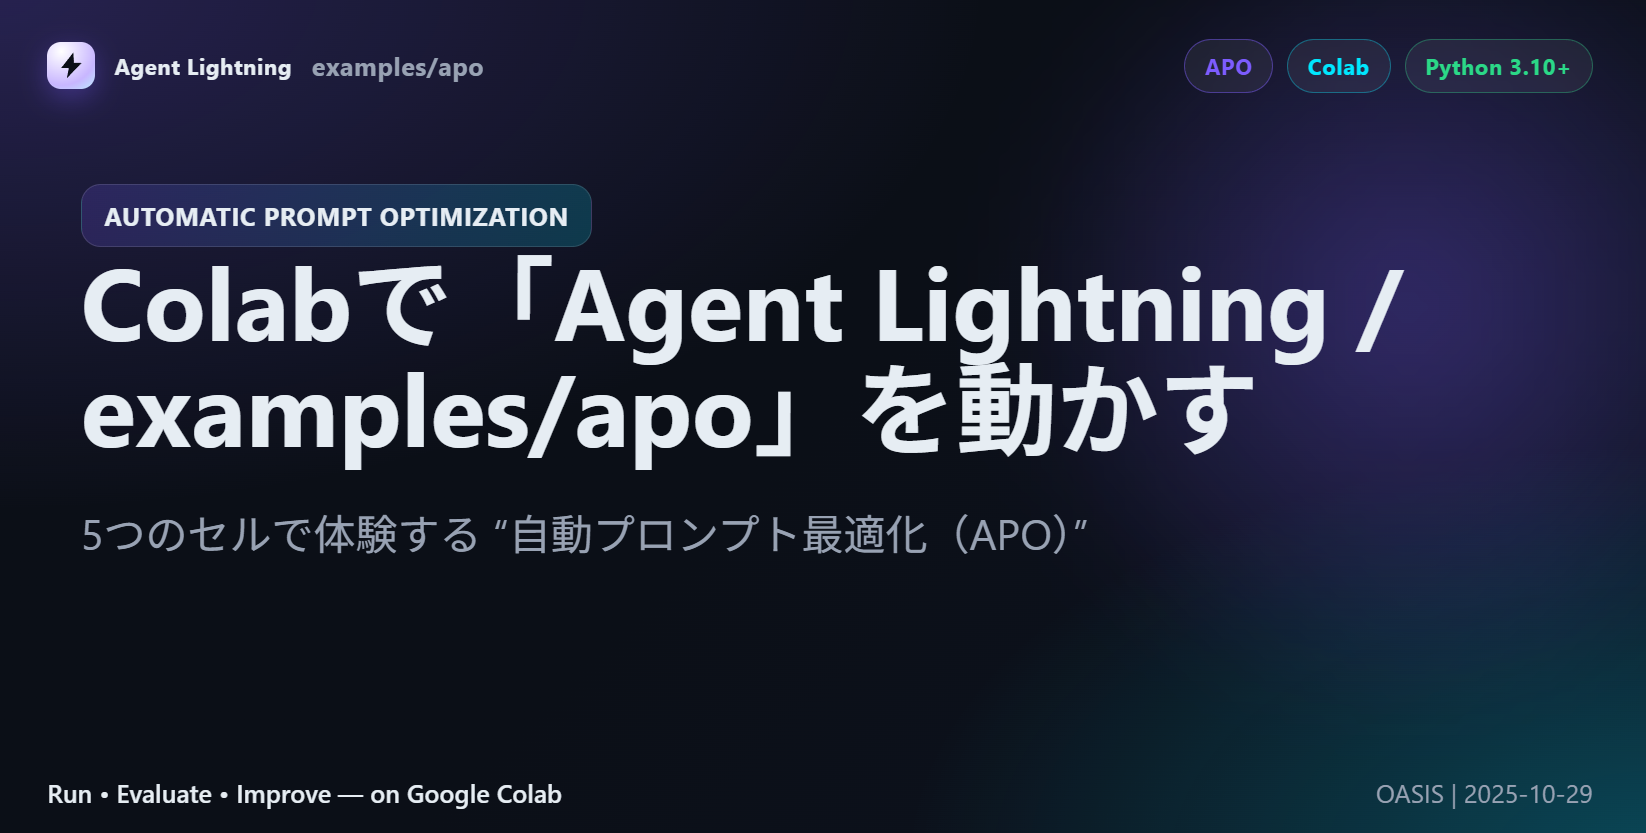 Agent Lightning examples/apo
APO
Colab
Python 3.10+
AUTOMATIC PROMPT OPTIMIZATION
Colabで「Agent Lightning /
examples/apo」を動かす
5つのセルで体験する “自動プロンプト最適化（APO）”
Run • Evaluate • Improve — on Google Colab
OASIS | 2025-10-29